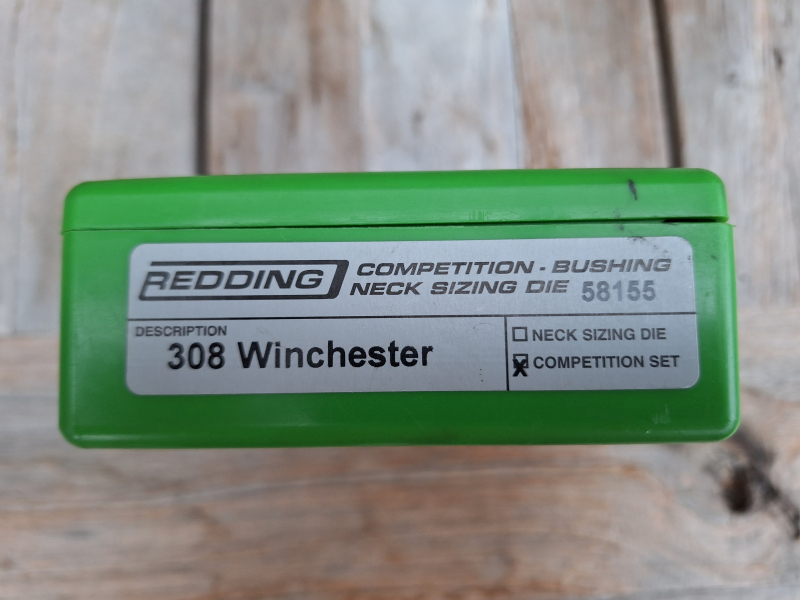 REDDING
COMPETITION - BUSHING
NECK SIZING DIE 58155
DESCRIPTION
308 Winchester
NECK SIZING DIE
X COMPETITION SET